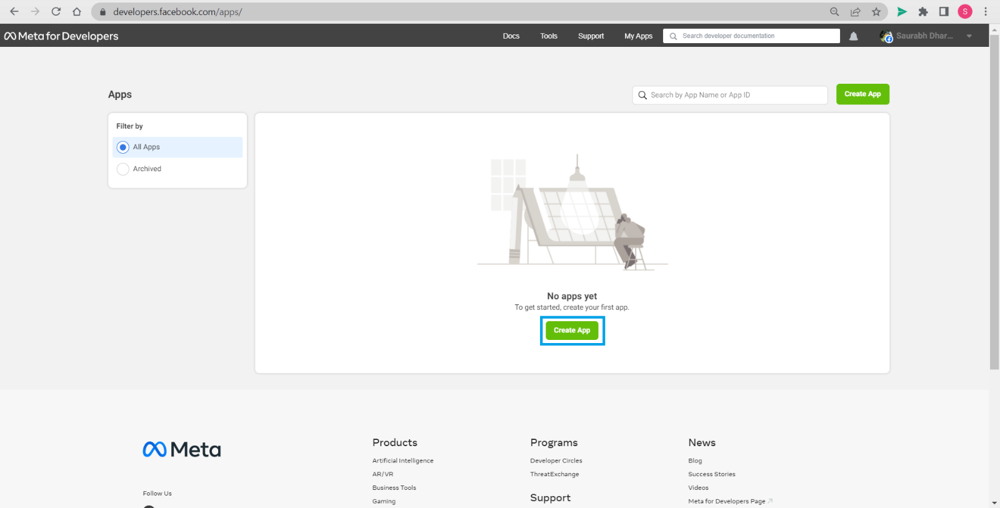 developers.facebook.com/apps/
S
Meta for Developers
Docs
Tools
Support
My Apps
Search developer documentation
Saurabh Dhar...
Apps
Search by App Name or App ID
Create App
Filter by
All Apps
Archived
No apps yet
To get started, create your first app.
Create App
Meta
Follow Us
Products
Artificial Intelligence
AR/VR
Business Tools
Gaming
Programs
Developer Circles
ThreatExchange
Support
News
Blog
Success Stories
Videos
Meta for Developers Page